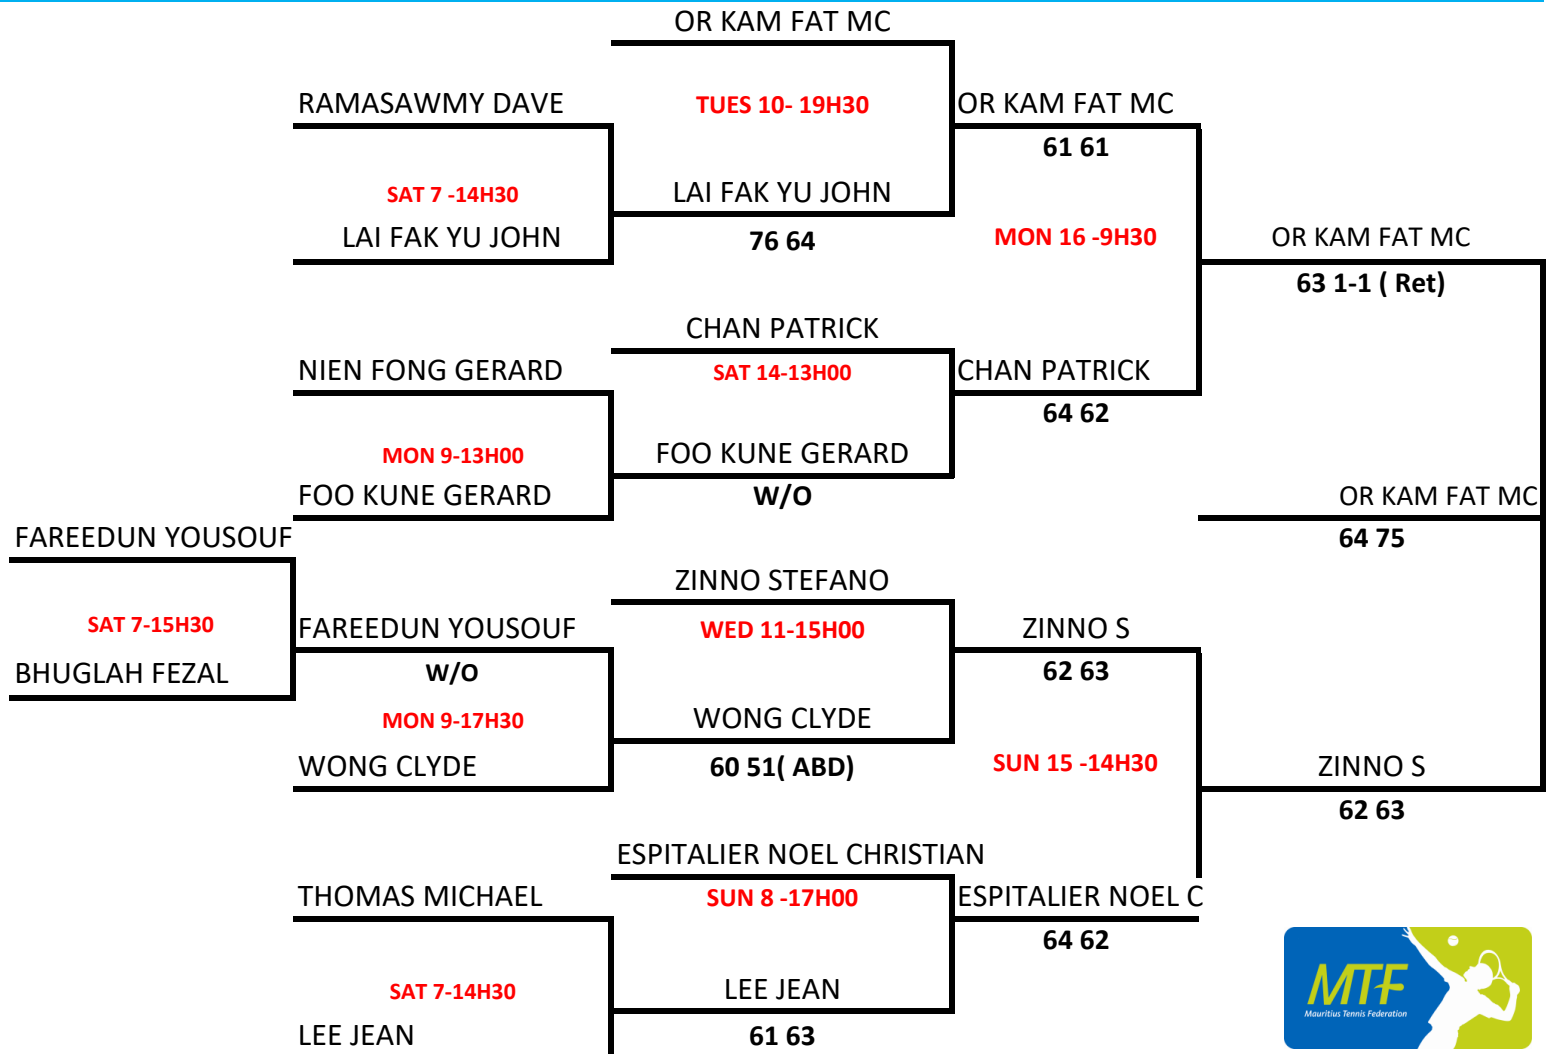 OR KAM FAT MC
RAMASAWMY DAVE
TUES 10- 19H30
OR KAM FAT MC
61 61
SAT 7 -14H30
LAI FAK YU JOHN
LAI FAK YU JOHN
76 64
MON 16 -9H30
OR KAM FAT MC
63 1-1 ( Ret)
CHAN PATRICK
NIEN FONG GERARD
SAT 14-13H00
CHAN PATRICK
64 62
MON 9-13H00
FOO KUNE GERARD
FOO KUNE GERARD
W/O
OR KAM FAT MC
64 75
FAREEDUN YOUSOUF
ZINNO STEFANO
SAT 7-15H30
FAREEDUN YOUSOUF
WED 11-15H00
ZINNO S
BHUGLAH FEZAL
W/O
62 63
MON 9-17H30
WONG CLYDE
WONG CLYDE
60 51( ABD)
SUN 15 -14H30
ZINNO S
62 63
ESPITALIER NOEL CHRISTIAN
THOMAS MICHAEL
SUN 8 -17H00
ESPITALIER NOEL C
64 62
SAT 7-14H30
LEE JEAN
LEE JEAN
61 63
MTF
Mauritius Tennis Federation